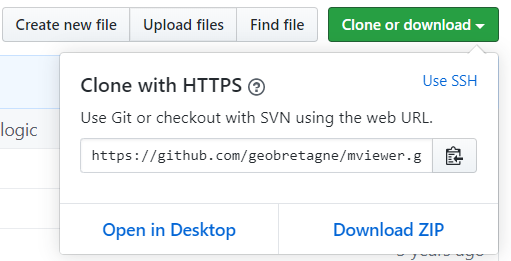 Create new file Upload files Find file Clone or download
Clone with HTTPS Use SSH
logic
Use Git or checkout with SVN using the web URL.
https://github.com/geobretagne/mviewer.g
Open in Desktop Download ZIP
years ago